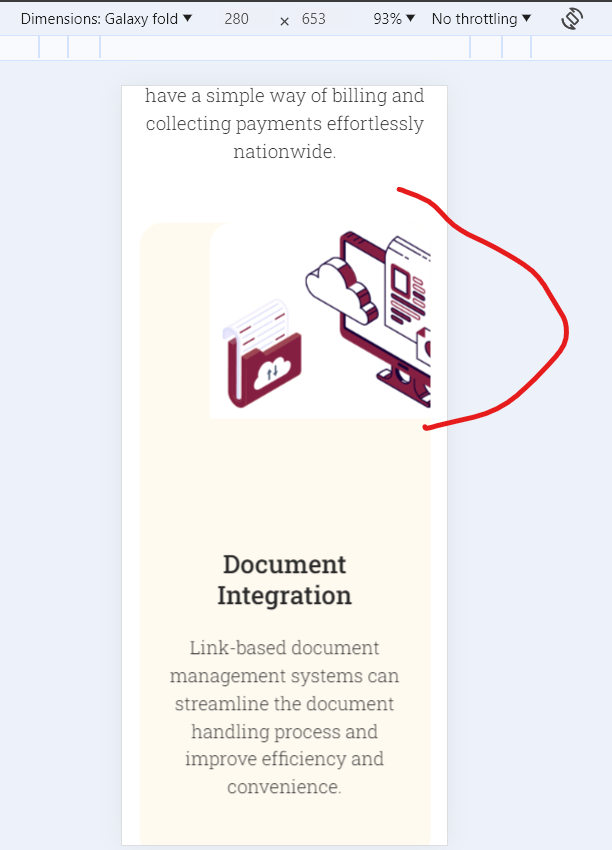 Dimensions: Galaxy fold ▼ 280 × 653 93% ▼ No throttling ▼
have a simple way of billing and
collecting payments effortlessly
nationwide.
Document
Integration
Link-based document
management systems can
streamline the document
handling process and
improve efficiency and
convenience.